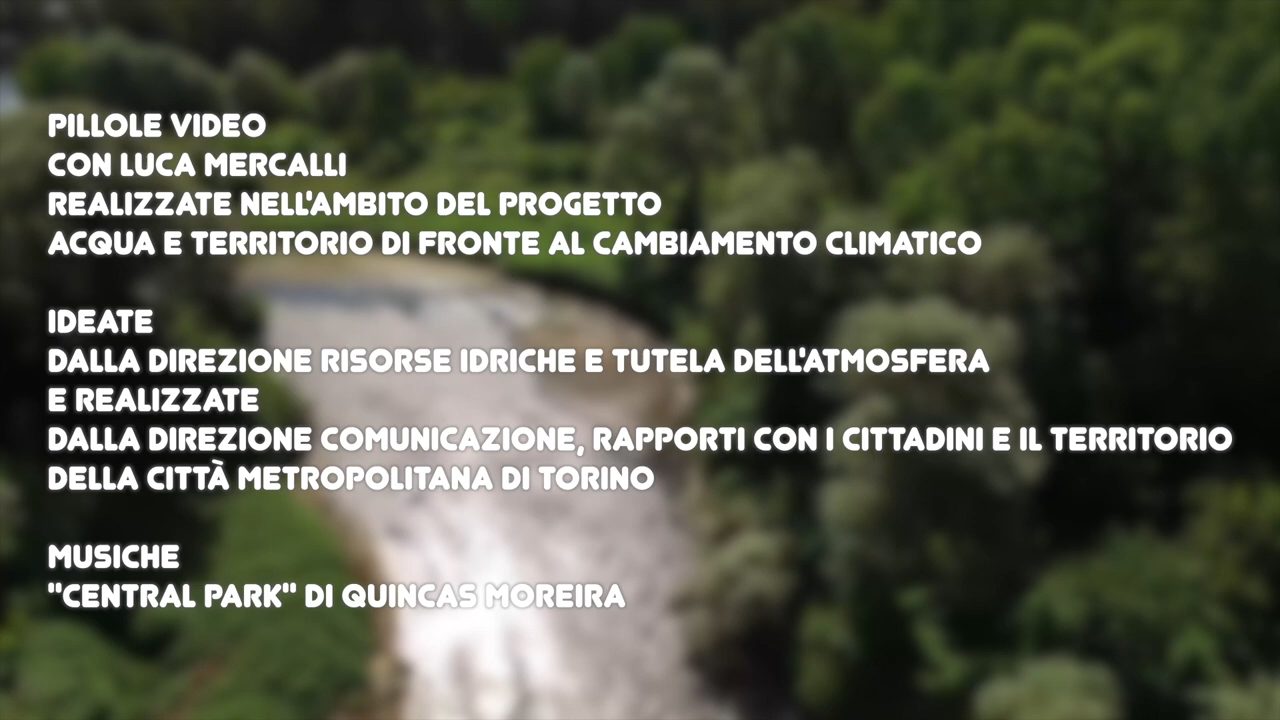 PILLOLE VIDEO
CON LUCA MERCALLI
REALIZZATE NELL'AMBITO DEL PROGETTO
ACQUA E TERRITORIO DI FRONTE AL CAMBIAMENTO CLIMATICO
IDEATE
DALLA DIREZIONE RISORSE IDRICHE E TUTELA DELL'ATMOSFERA
E REALIZZATE
DALLA DIREZIONE COMUNICAZIONE, RAPPORTI CON I CITTADINI E IL TERRITORIO
DELLA CITTÀ METROPOLITANA DI TORINO
MUSICHE
"CENTRAL PARK" DI QUINCAS MOREIRA